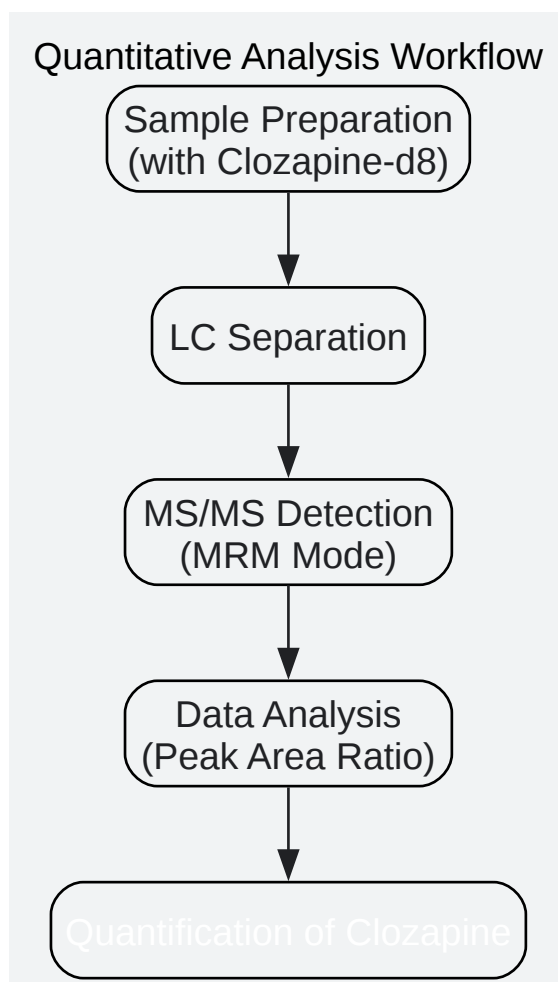 Quantitative Analysis Workflow
Sample Preparation
(with Clozapine-d8)
LC Separation
MS/MS Detection
(MRM Mode)
Data Analysis
(Peak Area Ratio)
Quantification of Clozapine